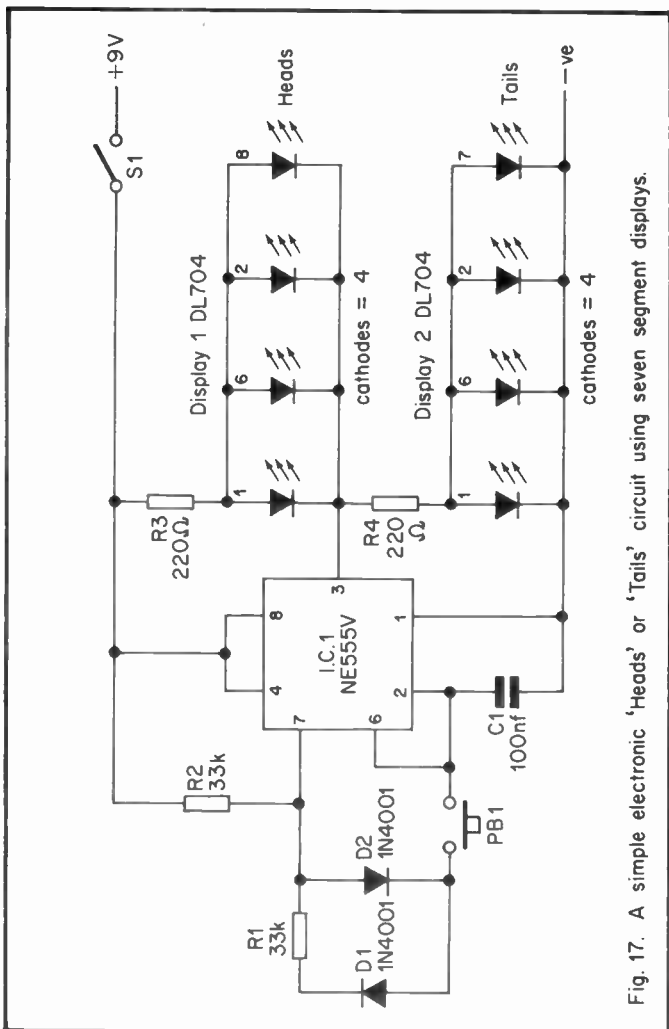 +9V
S1
Heads
8
2
Display 1 DL704
6
1
cathodes = 4
R3
220Ω
Tails
7
2
Display 2 DL704
6
1
cathodes = 4
R4
220
Ω
−ve
3
8
4
I.C.1
NE555V
1
2
7
6
R2
33k
C1
100nf
R1
33k
D2
1N4001
D1
1N4001
PB1
Fig. 17. A simple electronic ‘Heads’ or ‘Tails’ circuit using seven segment displays.